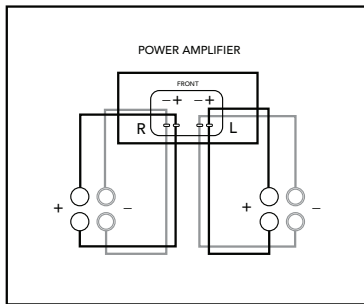 POWER AMPLIFIER
FRONT
−+ −+
R L
+ − + −